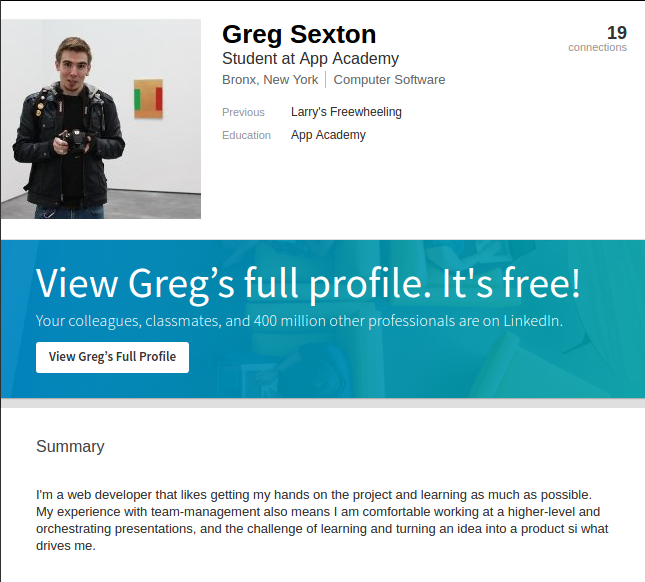 Greg Sexton
19
connections
Student at App Academy
Bronx, New York Computer Software
Previous Larry's Freewheeling
Education App Academy
View Greg’s full profile. It's free!
Your colleagues, classmates, and 400 million other professionals are on LinkedIn.
View Greg’s Full Profile
Summary
I'm a web developer that likes getting my hands on the project and learning as much as possible.
My experience with team-management also means I am comfortable working at a higher-level and
orchestrating presentations, and the challenge of learning and turning an idea into a product si what
drives me.